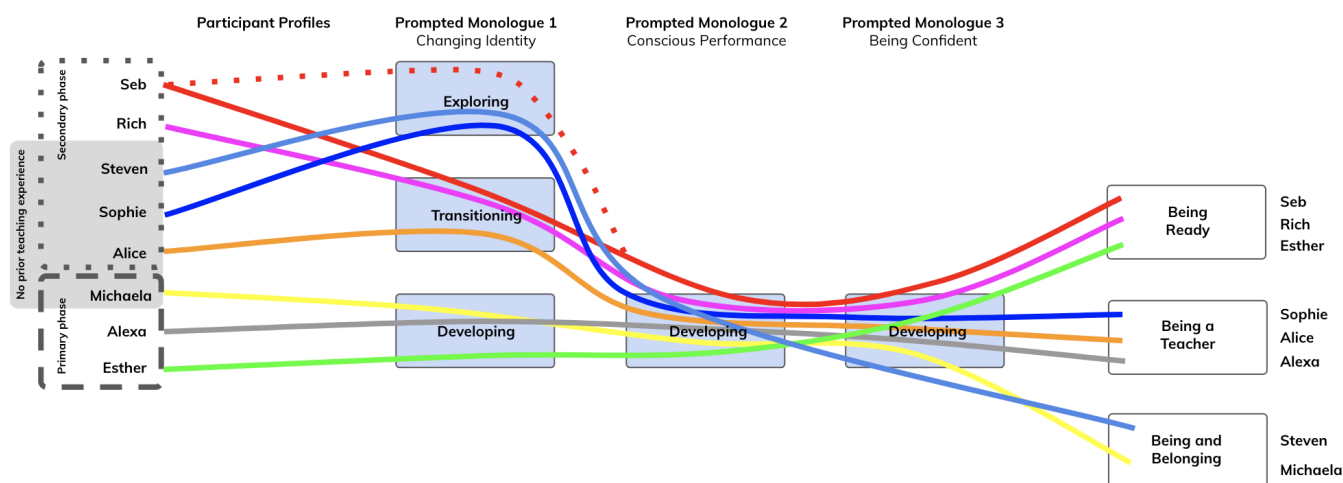 Participant Profiles
Prompted Monologue 1
Changing Identity
Prompted Monologue 2
Conscious Performance
Prompted Monologue 3
Being Confident
No prior teaching experience
Secondary phase
Primary phase
Seb
Rich
Steven
Sophie
Alice
Michaela
Alexa
Esther
Exploring
Transitioning
Developing
Developing
Developing
Being
Ready
Seb
Rich
Esther
Being a
Teacher
Sophie
Alice
Alexa
Being and
Belonging
Steven
Michaela